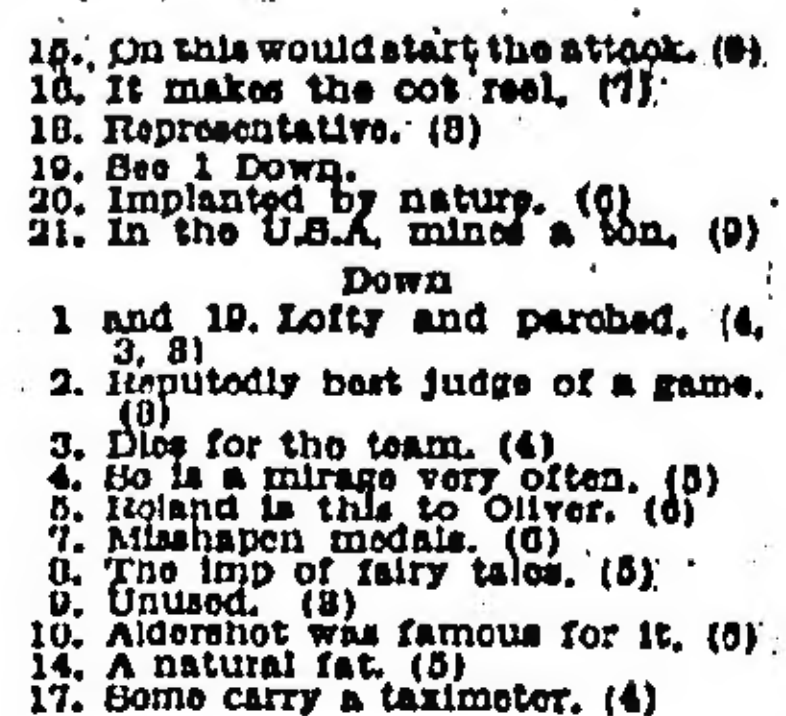 15. On this would start the attack. (8)
16. It makes the cot reel. (7)
18. Representative. (8)
19. See 1 Down.
20. Implanted by nature. (6)
21. In the U.S.A. mines a ton. (9)
Down
1 and 19. Lofty and parched. (4,
3, 3)
2. Reputedly best judge of a game.
3. Dies for the team. (4)
4. So is a mirage very often. (5)
5. Roland is this to Oliver. (6)
7. Misshapen medals. (6)
8. The imp of fairy tales. (5)
9. Unused. (3)
10. Aldershot was famous for it. (6)
14. A natural fat. (5)
17. Some carry a taximeter. (4)